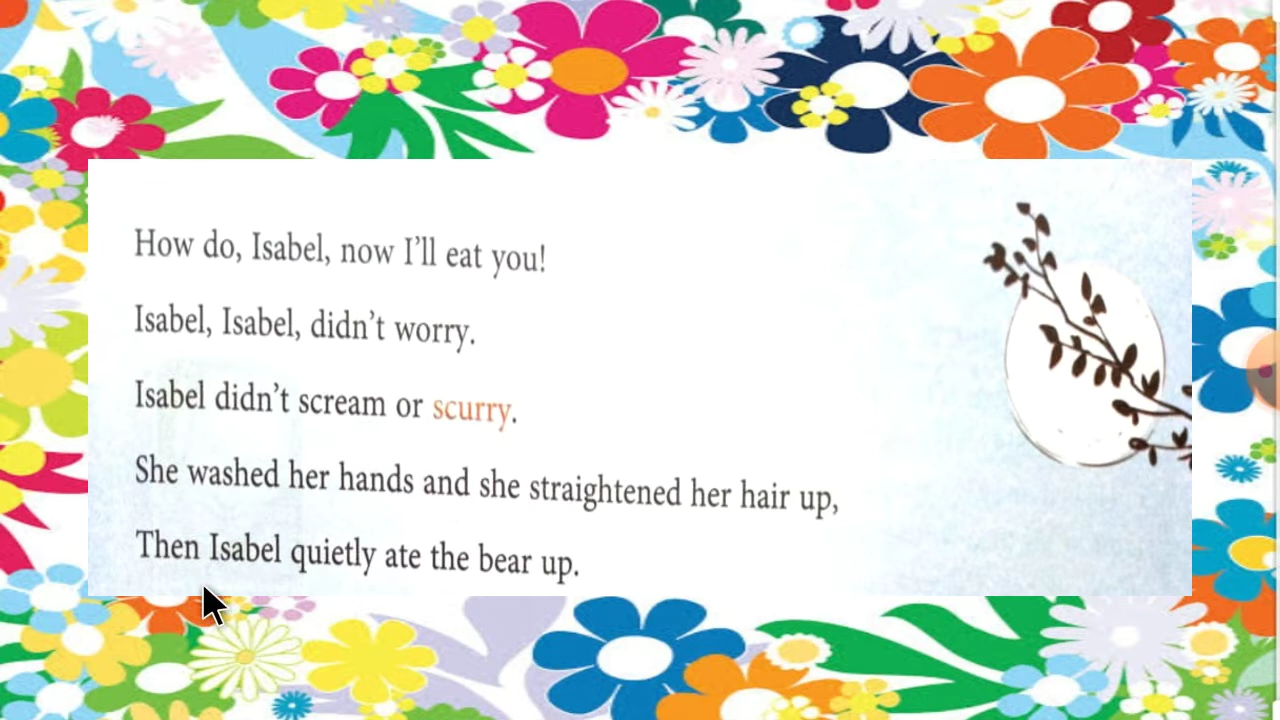 How do, Isabel, now I'll eat you!
Isabel, Isabel, didn't worry.
Isabel didn't scream or scurry.
She washed her hands and she straightened her hair up,
Then Isabel quietly ate the bear up.